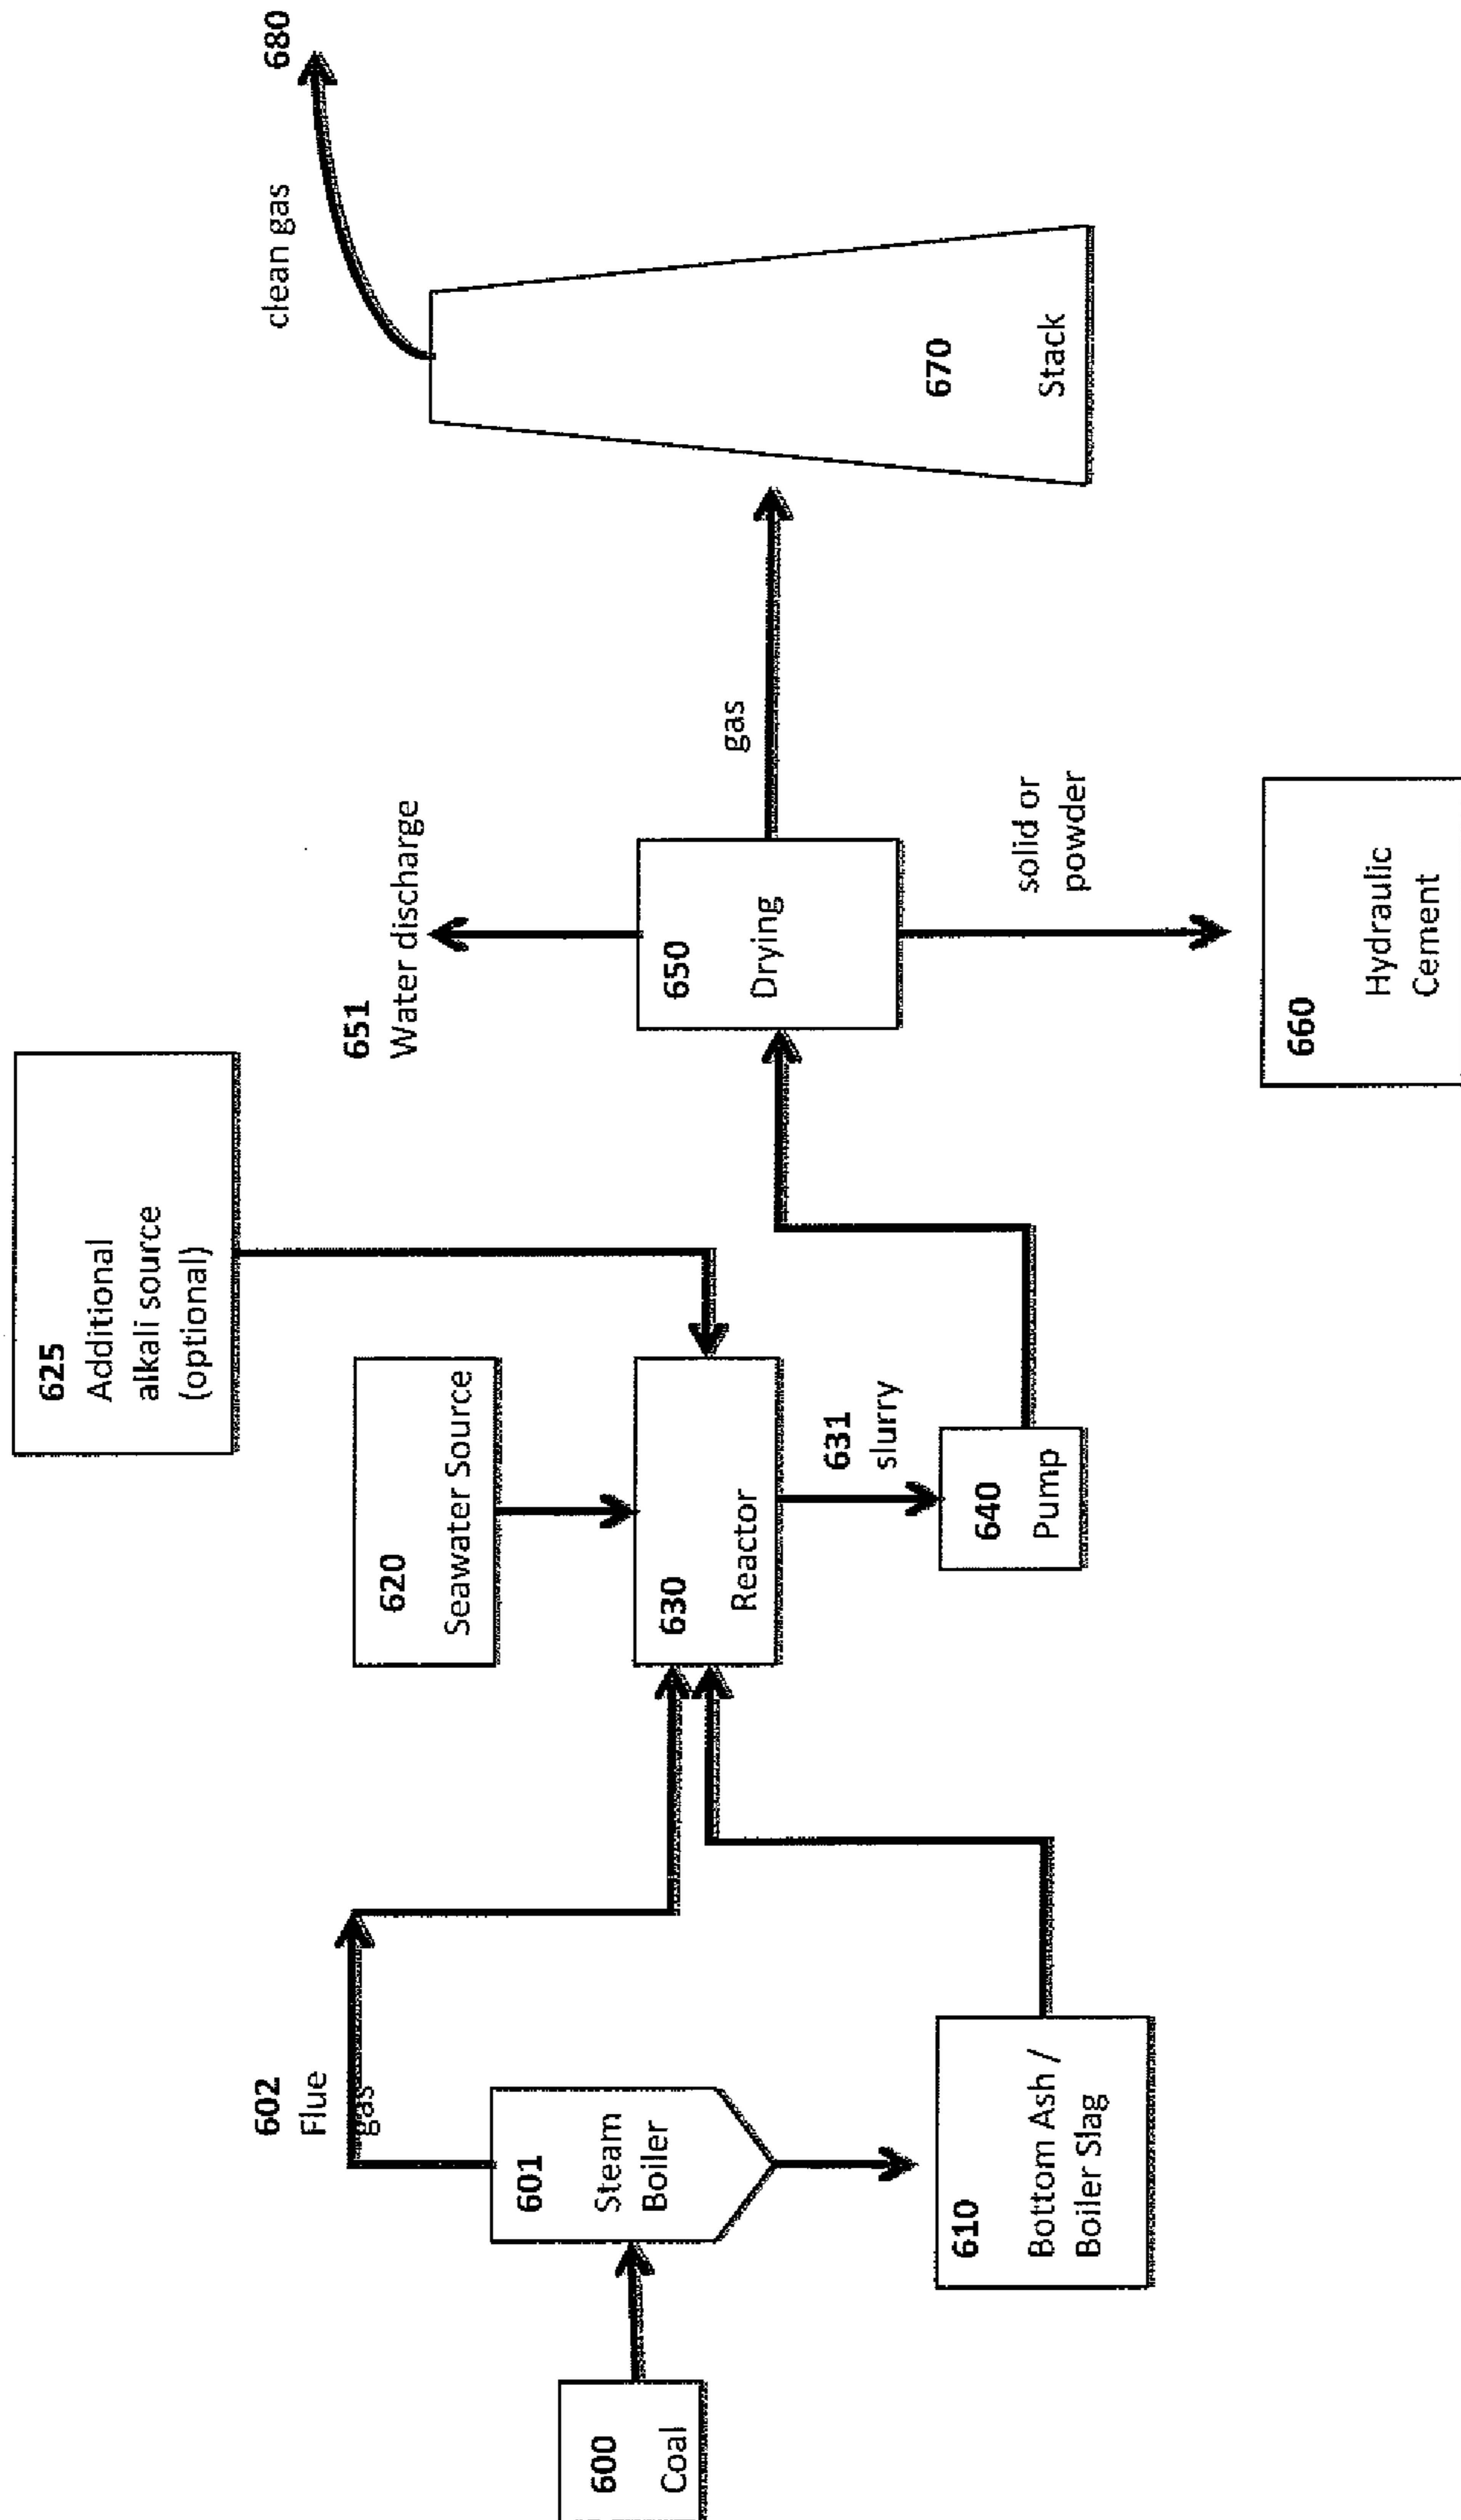 600
Coal
601
Steam
Boiler
602
Flue
gas
610
Bottom Ash /
Boiler Slag
620
Seawater Source
625
Additional
alkali source
(optional)
630
Reactor
631
slurry
640
Pump
650
Drying
651
Water discharge
solid or
powder
660
Hydraulic
Cement
gas
670
Stack
clean gas
680